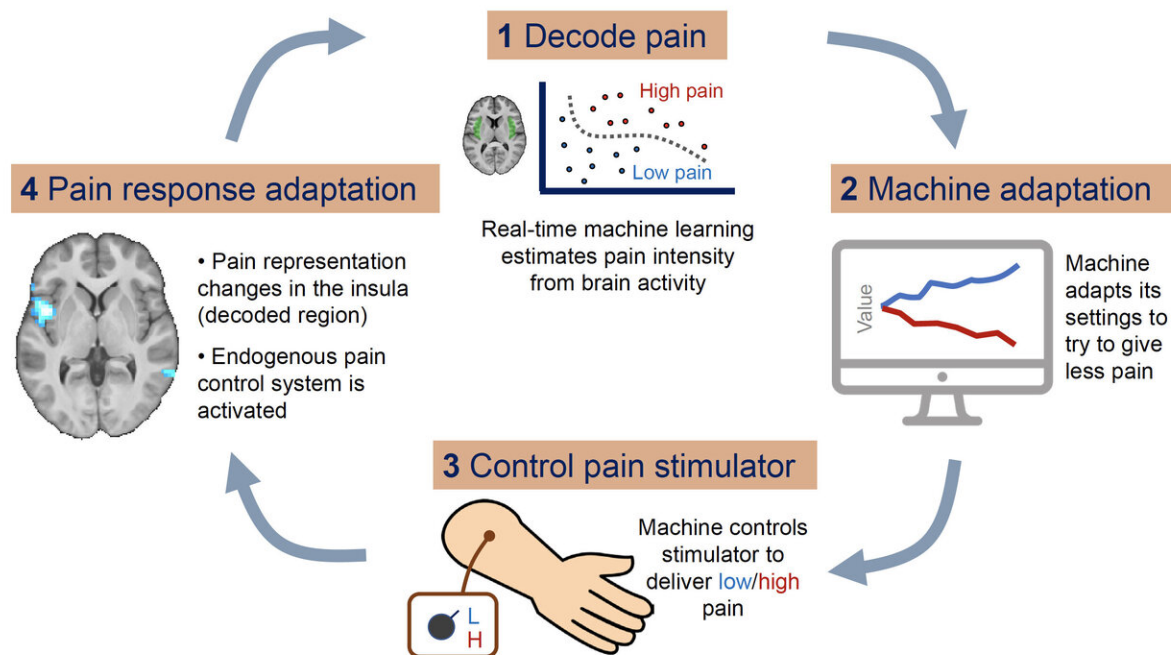 1 Decode pain
High pain
Low pain
Real-time machine learning
estimates pain intensity
from brain activity
2 Machine adaptation
Value
Machine
adapts its
settings to
try to give
less pain
3 Control pain stimulator
Machine controls
stimulator to
deliver low/high
pain
L
H
4 Pain response adaptation
• Pain representation
changes in the insula
(decoded region)
• Endogenous pain
control system is
activated